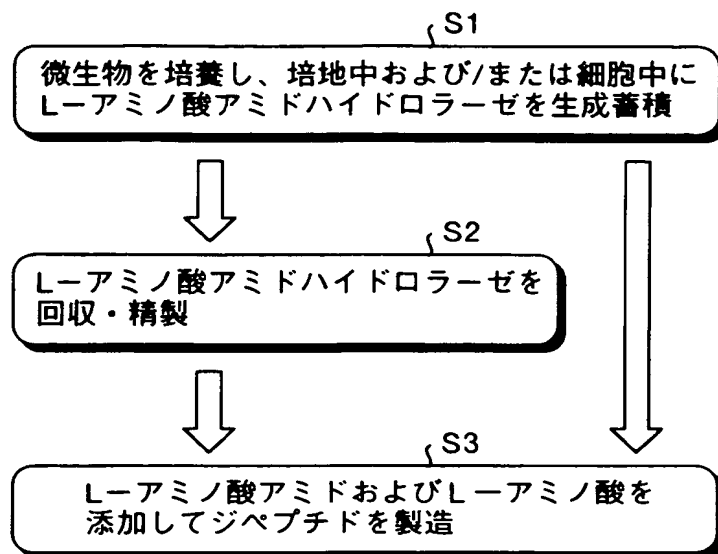 S1
微生物を培養し、培地中および/または細胞中に
L－アミノ酸アミドハイドロラーゼを生成蓄積
S2
L－アミノ酸アミドハイドロラーゼを
回収・精製
S3
L－アミノ酸アミドおよびL－アミノ酸を
添加してジペプチドを製造